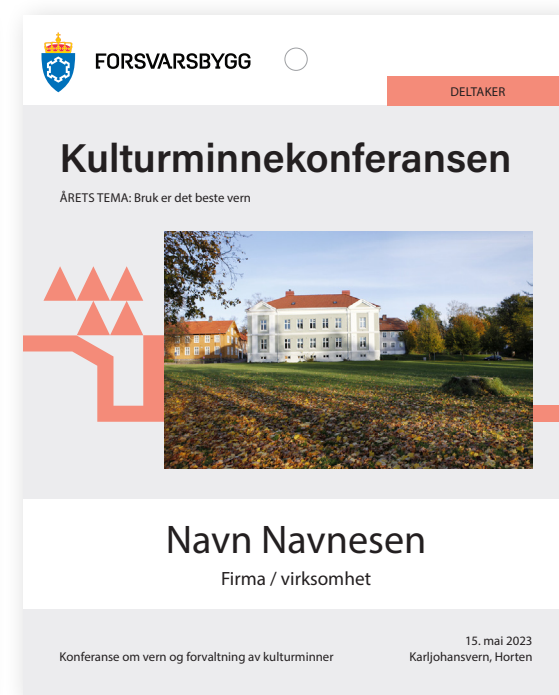 FORSVARSBYGG
DELTAKER
Kulturminnekonferansen
ÅRETS TEMA: Bruk er det beste vern
Navn Navnesen
Firma / virksomhet
15. mai 2023
Konferanse om vern og forvaltning av kulturminner
Karljohansvern, Horten